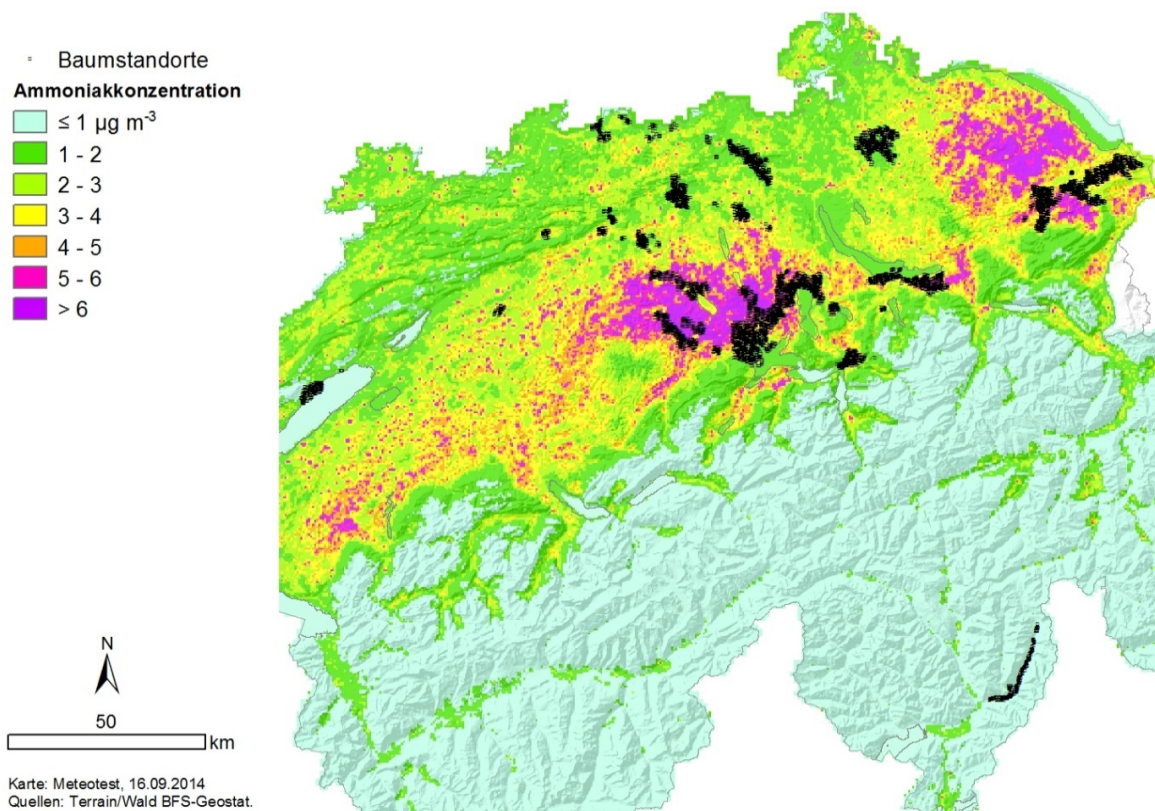 Baumstandorte
Ammoniakkonzentration
≤ 1 µg m⁻³
1 - 2
2 - 3
3 - 4
4 - 5
5 - 6
> 6
N
50
km
Karte: Meteotest, 16.09.2014
Quellen: Terrain/Wald BFS-Geostat.